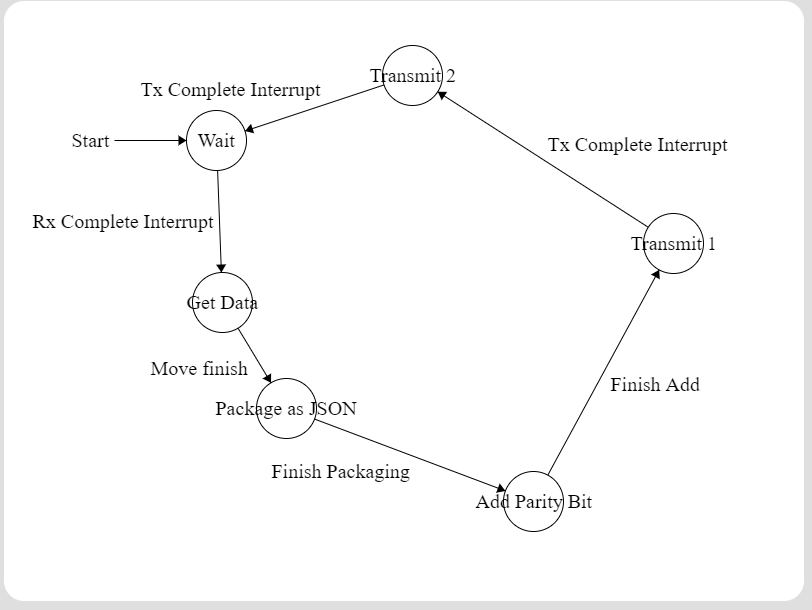 Transmit 2
Tx Complete Interrupt
Start
Wait
Tx Complete Interrupt
Rx Complete Interrupt
Transmit 1
Get Data
Move finish
Finish Add
Package as JSON
Finish Packaging
Add Parity Bit